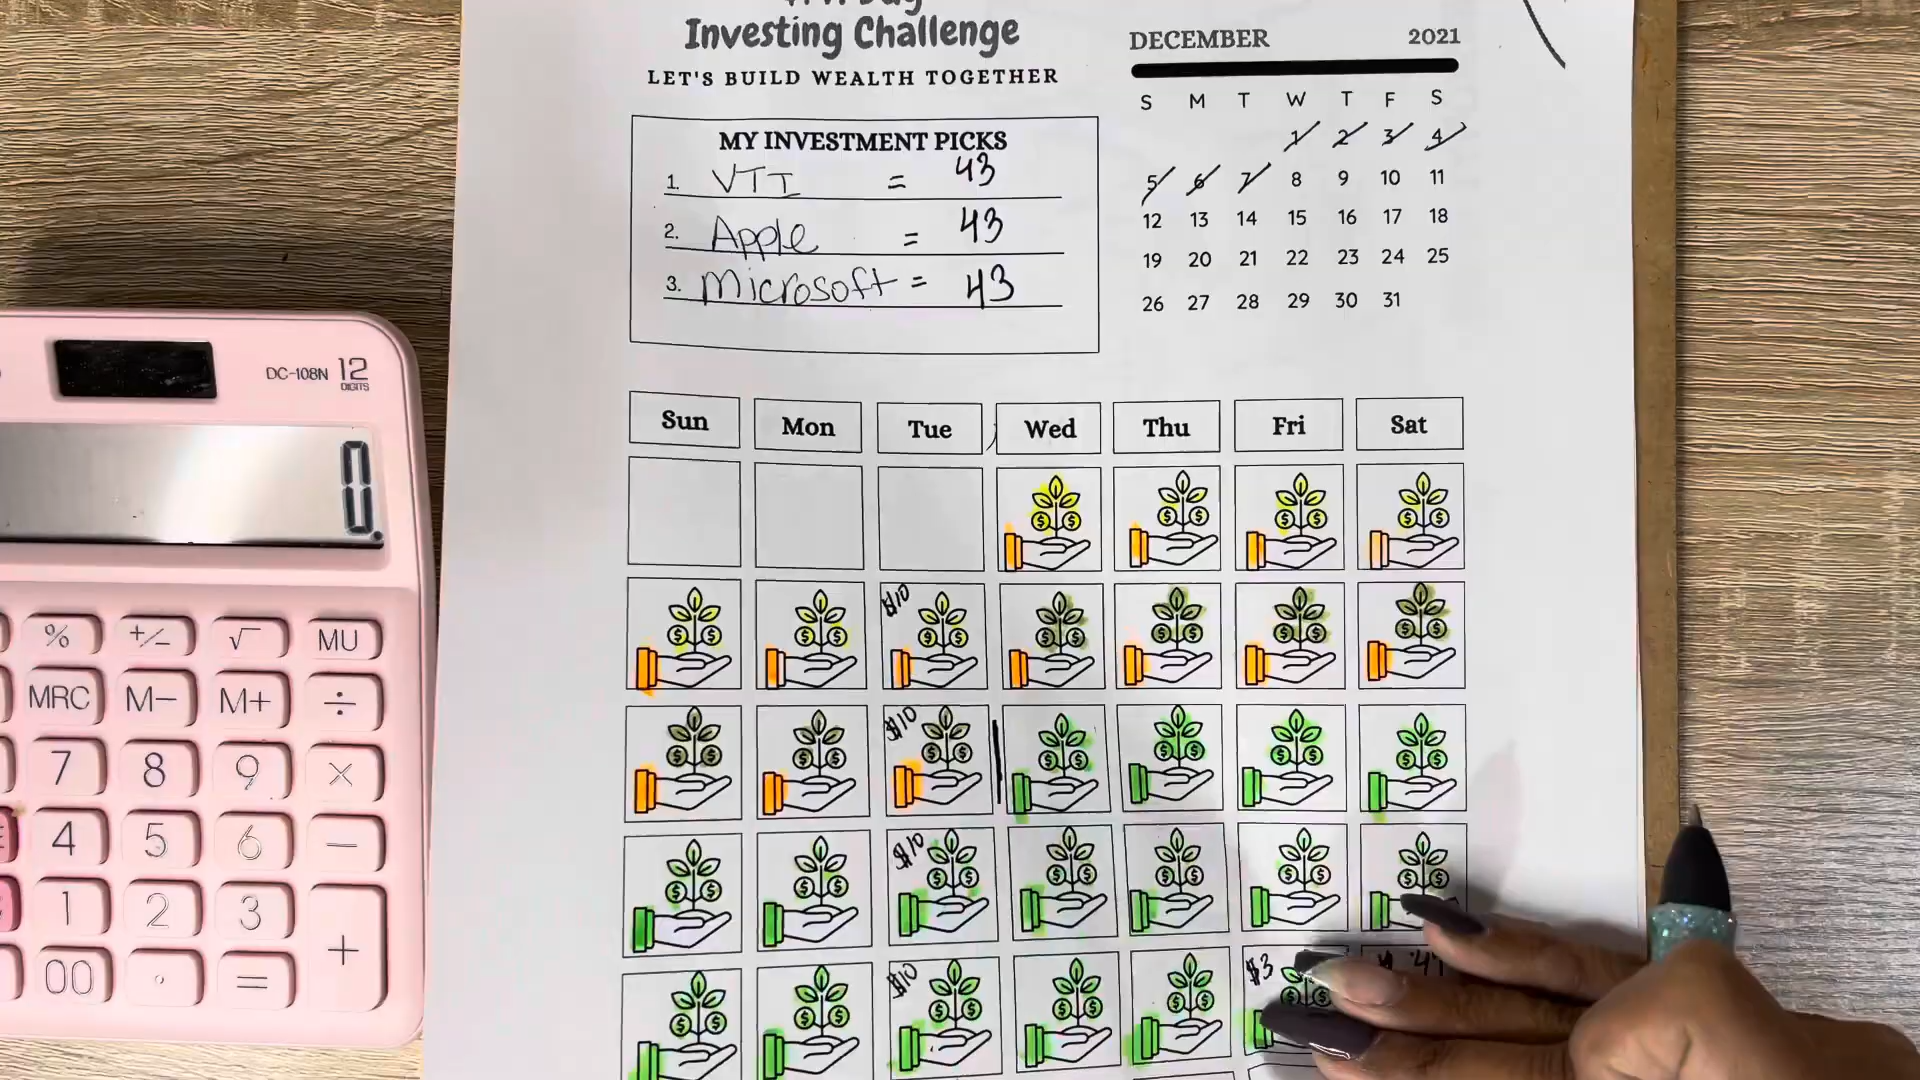 Investing Challenge
LET'S BUILD WEALTH TOGETHER
MY INVESTMENT PICKS
1. VTI = 43
2. Apple = 43
3. Microsoft = 43
DECEMBER 2021
S M T W T F S
1 2 3 4
5 6 7 8 9 10 11
12 13 14 15 16 17 18
19 20 21 22 23 24 25
26 27 28 29 30 31
Sun Mon Tue Wed Thu Fri Sat
$10
$10
$10
$10 $3
DC-108N 12 DIGITS
0.
% +/− √ MU
MRC M− M+ ÷
7 8 9 ×
4 5 6 −
1 2 3 +
00 . =